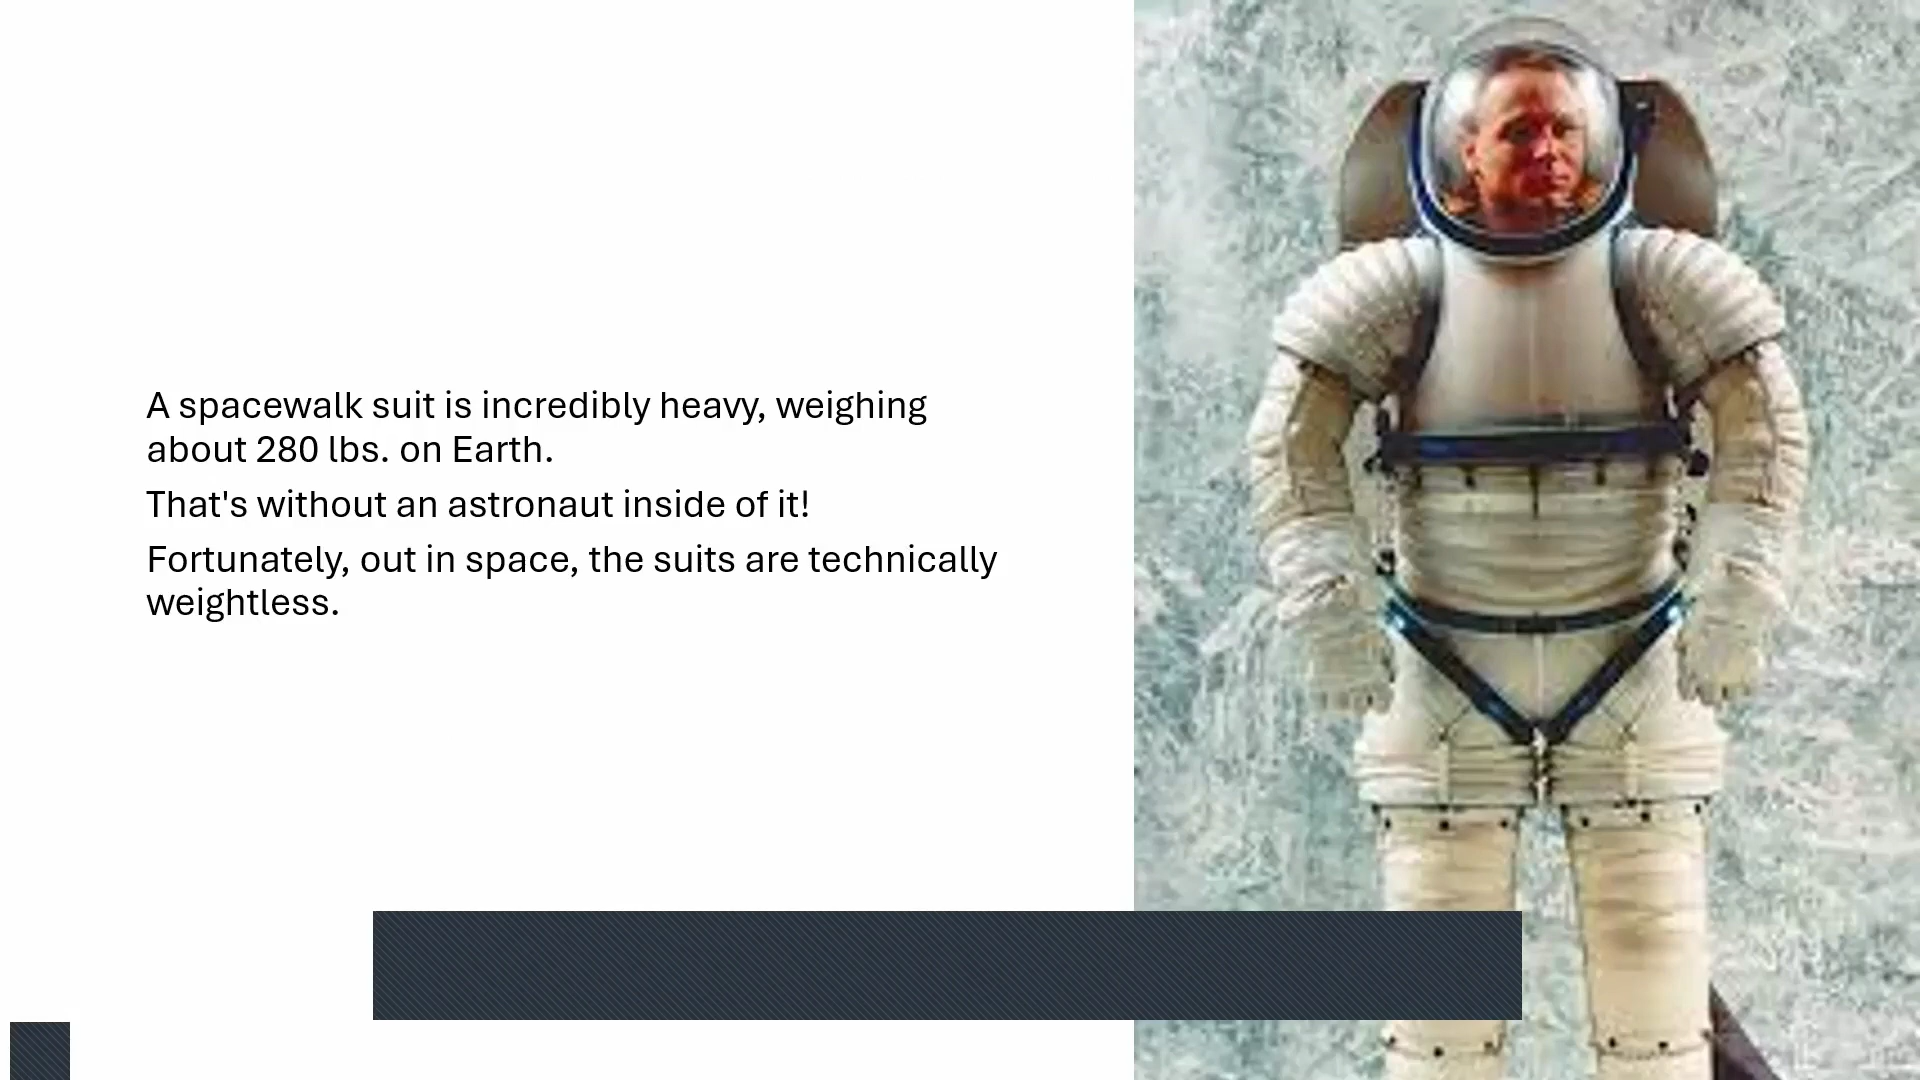 A spacewalk suit is incredibly heavy, weighing
about 280 lbs. on Earth.
That's without an astronaut inside of it!
Fortunately, out in space, the suits are technically
weightless.